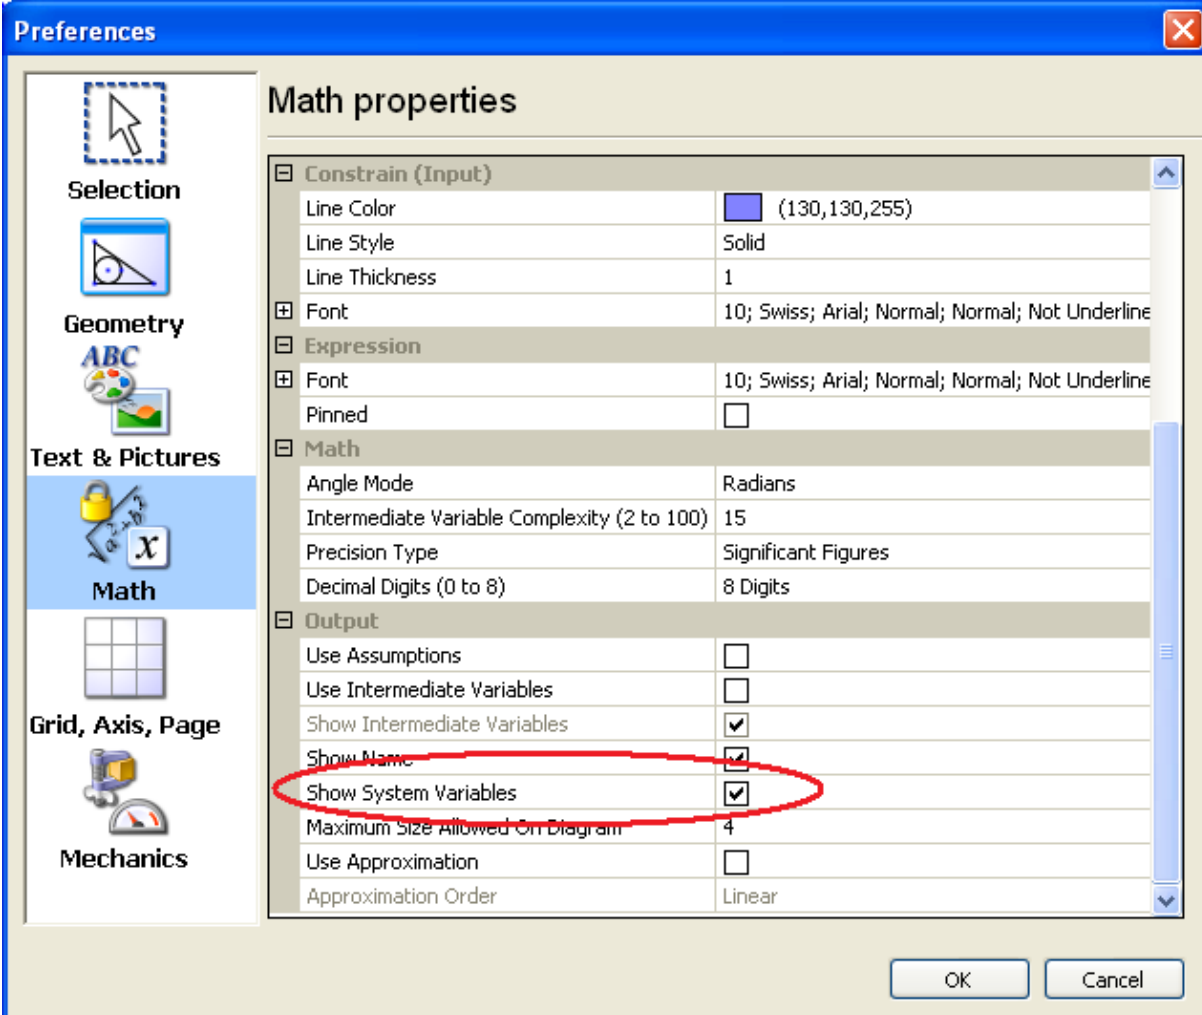 Preferences
Selection
Geometry
ABC
Text & Pictures
Math
Grid, Axis, Page
Mechanics
Math properties
Constrain (Input)
Line Color (130,130,255)
Line Style Solid
Line Thickness 1
Font 10; Swiss; Arial; Normal; Normal; Not Underline
Expression
Font 10; Swiss; Arial; Normal; Normal; Not Underline
Pinned
Math
Angle Mode Radians
Intermediate Variable Complexity (2 to 100) 15
Precision Type Significant Figures
Decimal Digits (0 to 8) 8 Digits
Output
Use Assumptions
Use Intermediate Variables
Show Intermediate Variables
Show Name
Show System Variables
Maximum Size Allowed On Diagram 4
Use Approximation
Approximation Order Linear
OK Cancel